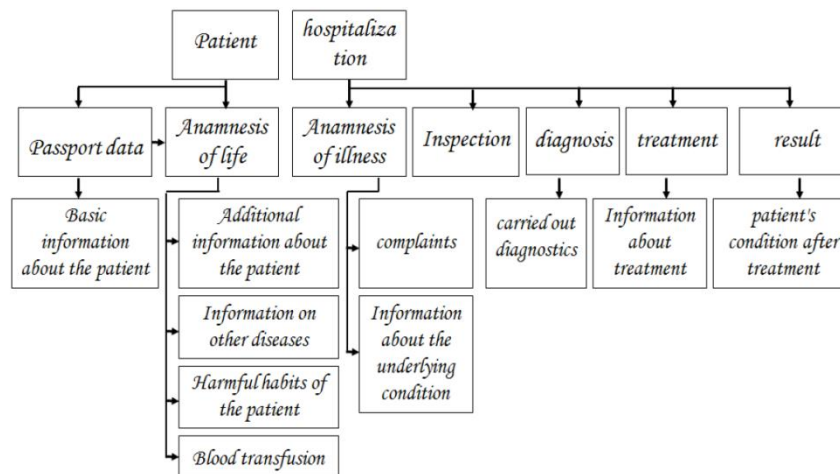 Patient
hospitaliza
tion
Passport data
Anamnesis
of life
Anamnesis
of illness
Inspection
diagnosis
treatment
result
Basic
information
about the patient
Additional
information about
the patient
complaints
carried out
diagnostics
Information
about
treatment
patient's
condition after
treatment
Information on
other diseases
Information
about the
underlying
condition
Harmful habits of
the patient
Blood transfusion